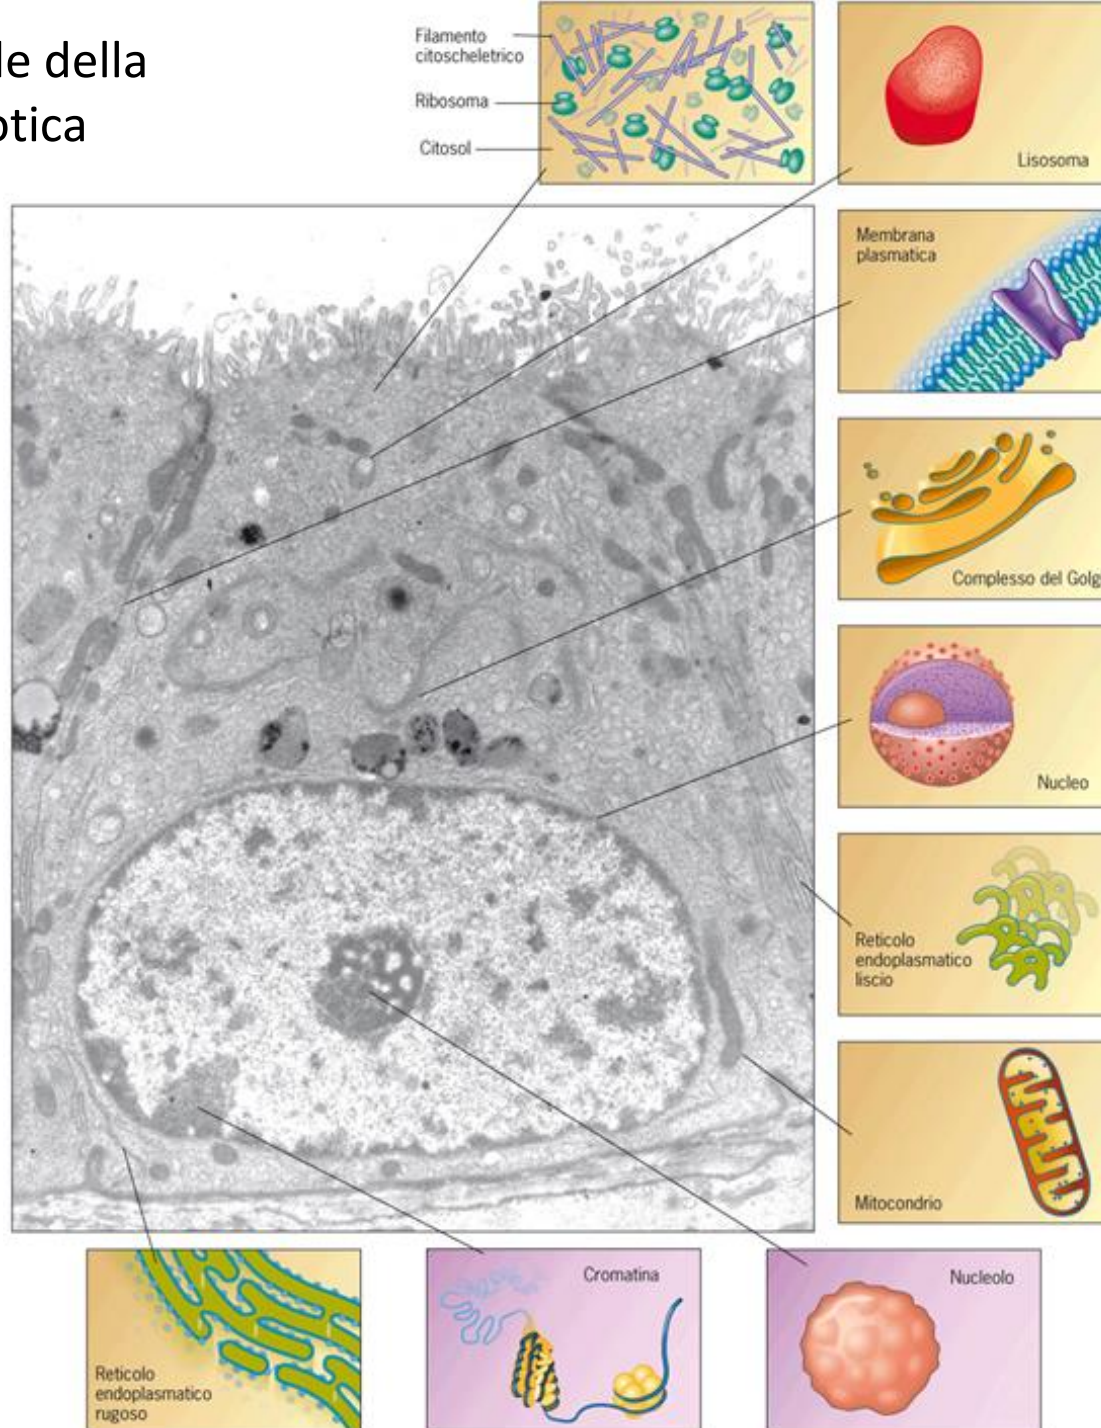 le della
otica
Filamento
citoscheletrico
Ribosoma
Citosol
Lisosoma
Membrana
plasmatica
Complesso del Golg
Nucleo
Reticolo
endoplasmatico
liscio
Mitocondrio
Reticolo
endoplasmatico
rugoso
Cromatina
Nucleolo